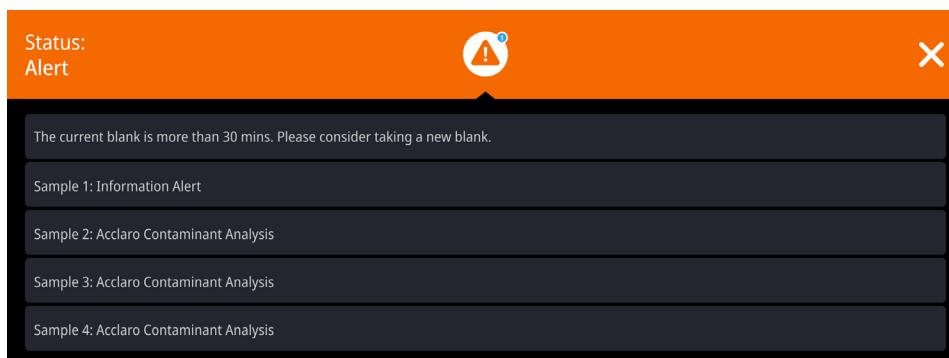 Status:
Alert
1
The current blank is more than 30 mins. Please consider taking a new blank.
Sample 1: Information Alert
Sample 2: Acclaro Contaminant Analysis
Sample 3: Acclaro Contaminant Analysis
Sample 4: Acclaro Contaminant Analysis